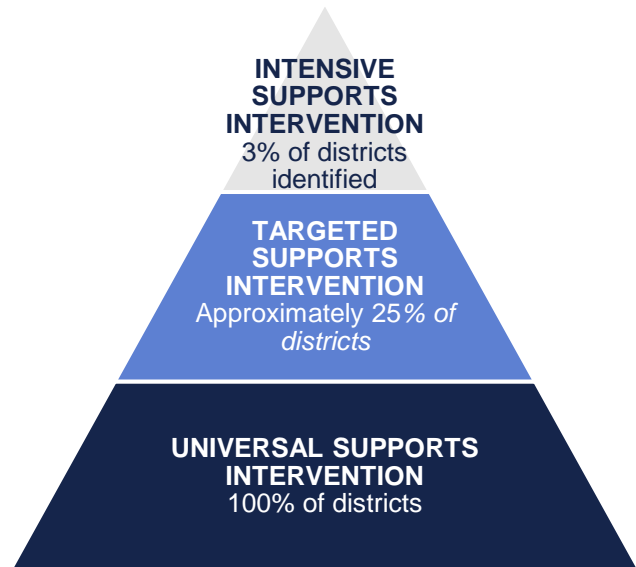 INTENSIVE
SUPPORTS
INTERVENTION
3% of districts
identified
TARGETED
SUPPORTS
INTERVENTION
Approximately 25% of
districts
UNIVERSAL SUPPORTS
INTERVENTION
100% of districts